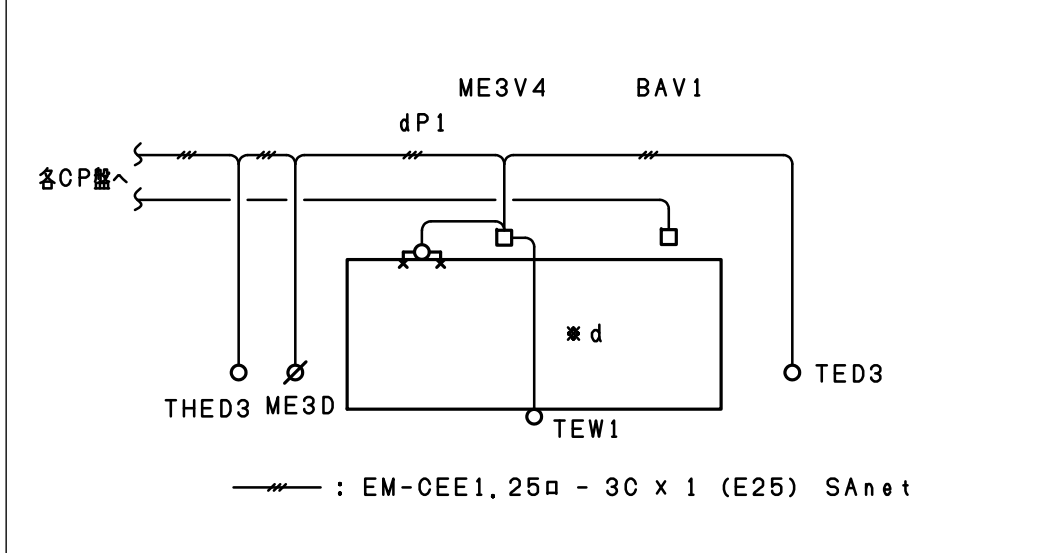 ME3V4 BAV1
dP1
各CP盤へ
※d
THED3 ME3D TED3
TEW1
: EM-CEE1.25□ - 3C × 1 (E25) SAnet